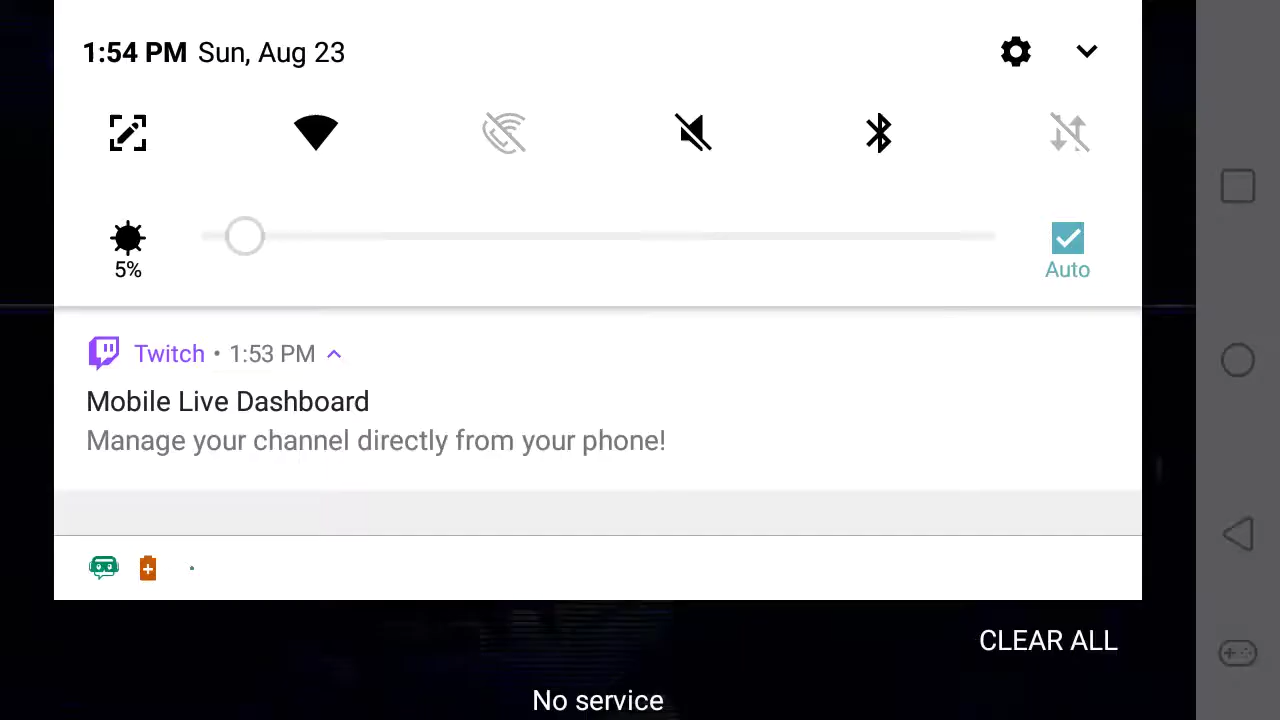 1:54 PM Sun, Aug 23
5%
Auto
Twitch • 1:53 PM
Mobile Live Dashboard
Manage your channel directly from your phone!
CLEAR ALL
No service